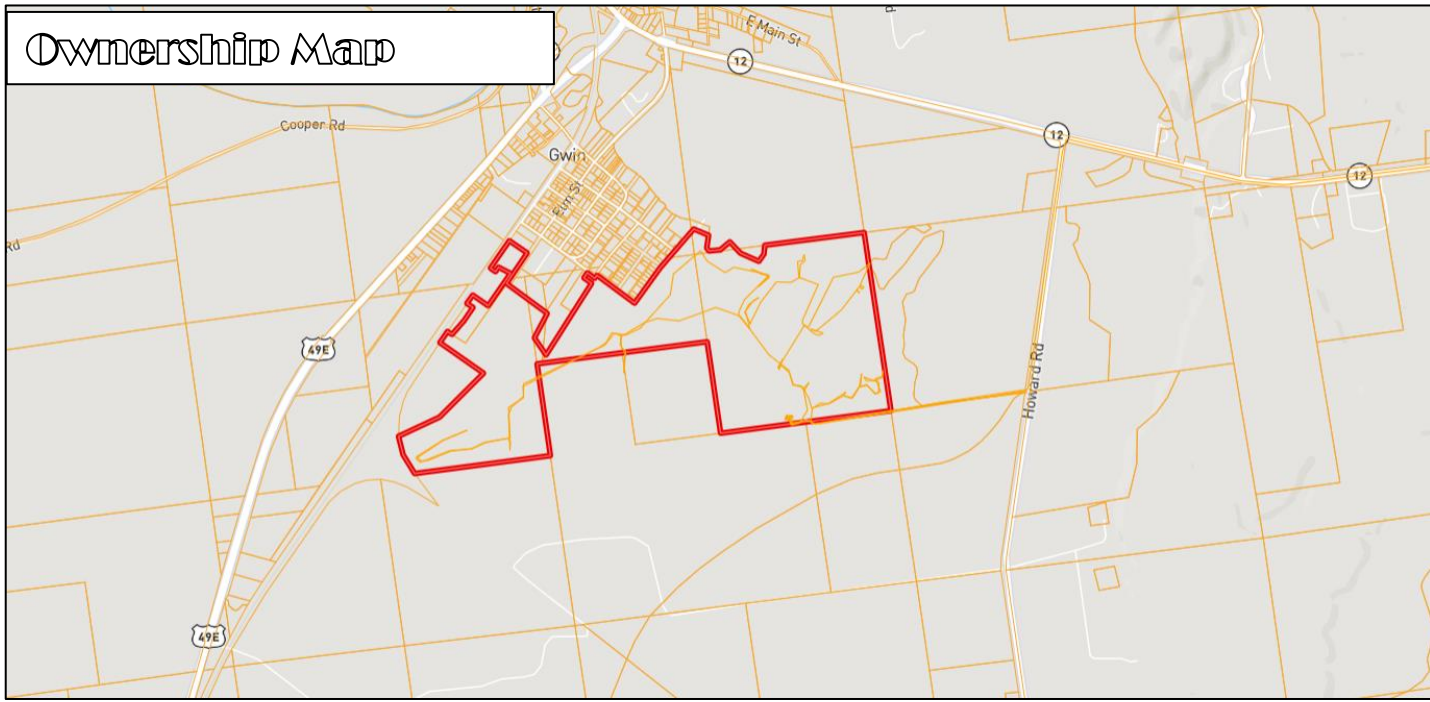 Ownership Map
E Main St
12
Cooper Rd
12
Gwin
12
Elm St
Rd
49E
Howard Rd
49E